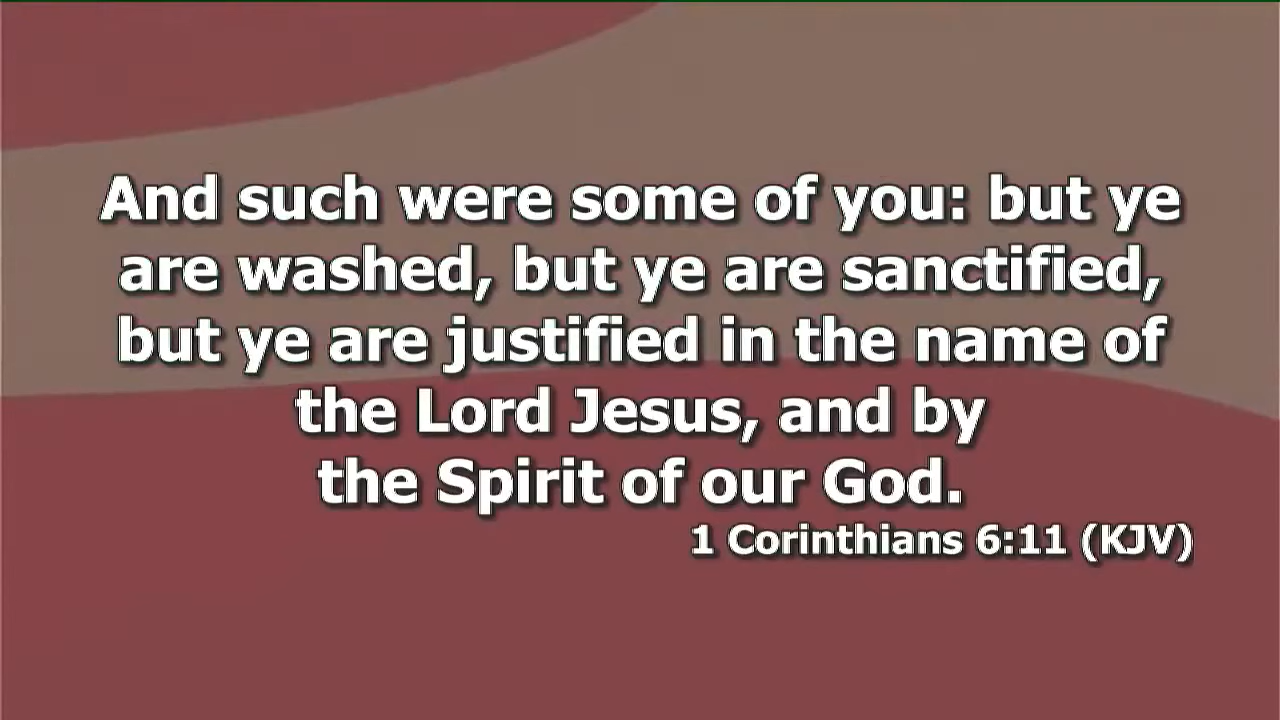 And such were some of you: but ye
are washed, but ye are sanctified,
but ye are justified in the name of
the Lord Jesus, and by
the Spirit of our God.
1 Corinthians 6:11 (KJV)